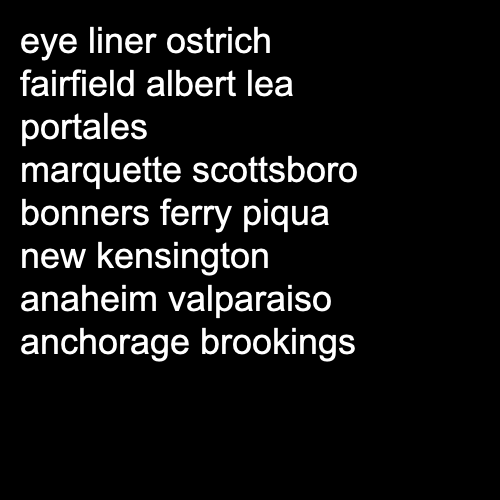 eye liner ostrich
fairfield albert lea
portales
marquette scottsboro
bonners ferry piqua
new kensington
anaheim valparaiso
anchorage brookings